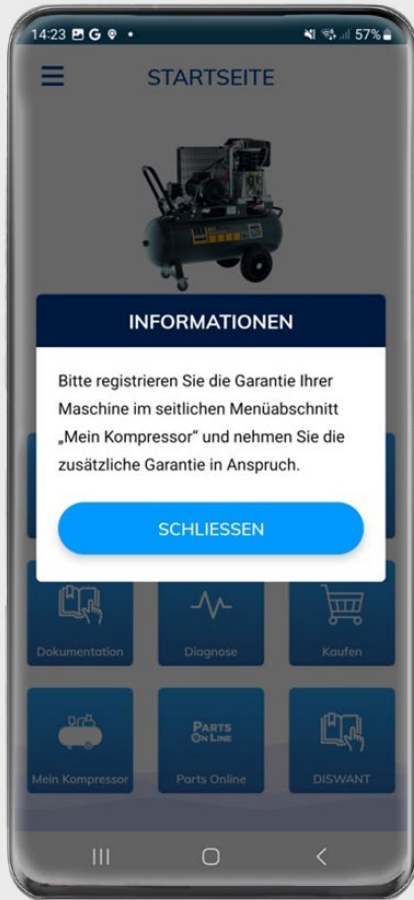 14:23 G •
57%
STARTSEITE
INFORMATIONEN
Bitte registrieren Sie die Garantie Ihrer
Maschine im seitlichen Menüabschnitt
„Mein Kompressor“ und nehmen Sie die
zusätzliche Garantie in Anspruch.
SCHLIESSEN
Dokumentation
Diagnose
Kaufen
PARTS
ON LINE
Mein Kompressor
Parts Online
DISWANT